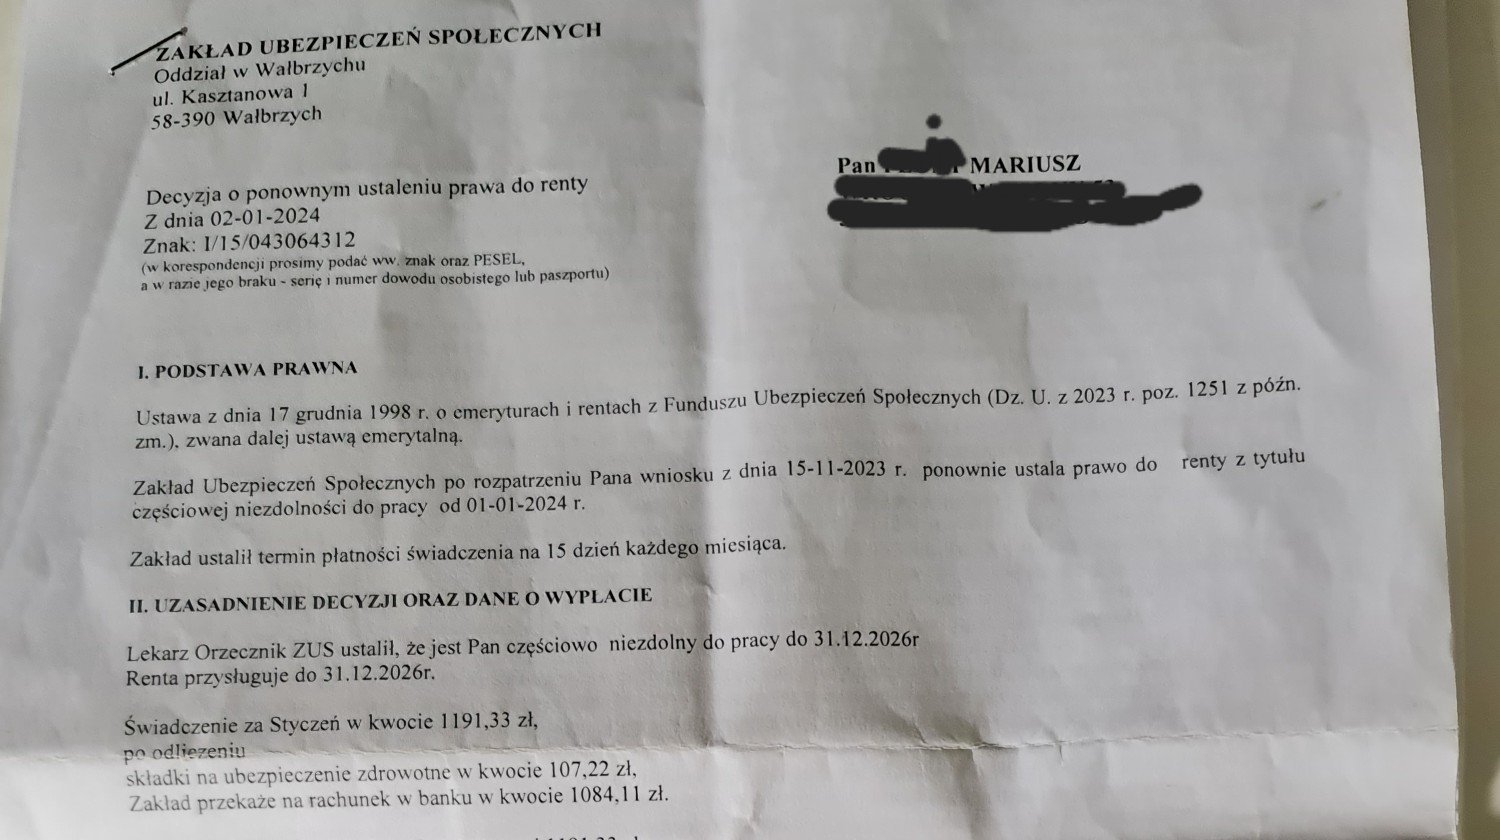 ZAKŁAD UBEZPIECZEŃ SPOŁECZNYCH
Oddział w Wałbrzychu
ul. Kasztanowa 1
58-390 Wałbrzych
Pan MARIUSZ
Decyzja o ponownym ustaleniu prawa do renty
Z dnia 02-01-2024
Znak: I/15/043064312
(w korespondencji prosimy podać ww. znak oraz PESEL,
a w razie jego braku - serię i numer dowodu osobistego lub paszportu)
I. PODSTAWA PRAWNA
Ustawa z dnia 17 grudnia 1998 r. o emeryturach i rentach z Funduszu Ubezpieczeń Społecznych (Dz. U. z 2023 r. poz. 1251 z późn.
zm.), zwana dalej ustawą emerytalną.
Zakład Ubezpieczeń Społecznych po rozpatrzeniu Pana wniosku z dnia 15-11-2023 r. ponownie ustala prawo do renty z tytułu
częściowej niezdolności do pracy od 01-01-2024 r.
Zakład ustalił termin płatności świadczenia na 15 dzień każdego miesiąca.
II. UZASADNIENIE DECYZJI ORAZ DANE O WYPŁACIE
Lekarz Orzecznik ZUS ustalił, że jest Pan częściowo niezdolny do pracy do 31.12.2026r
Renta przysługuje do 31.12.2026r.
Świadczenie za Styczeń w kwocie 1191,33 zł,
po odliczeniu
składki na ubezpieczenie zdrowotne w kwocie 107,22 zł,
Zakład przekaże na rachunek w banku w kwocie 1084,11 zł.